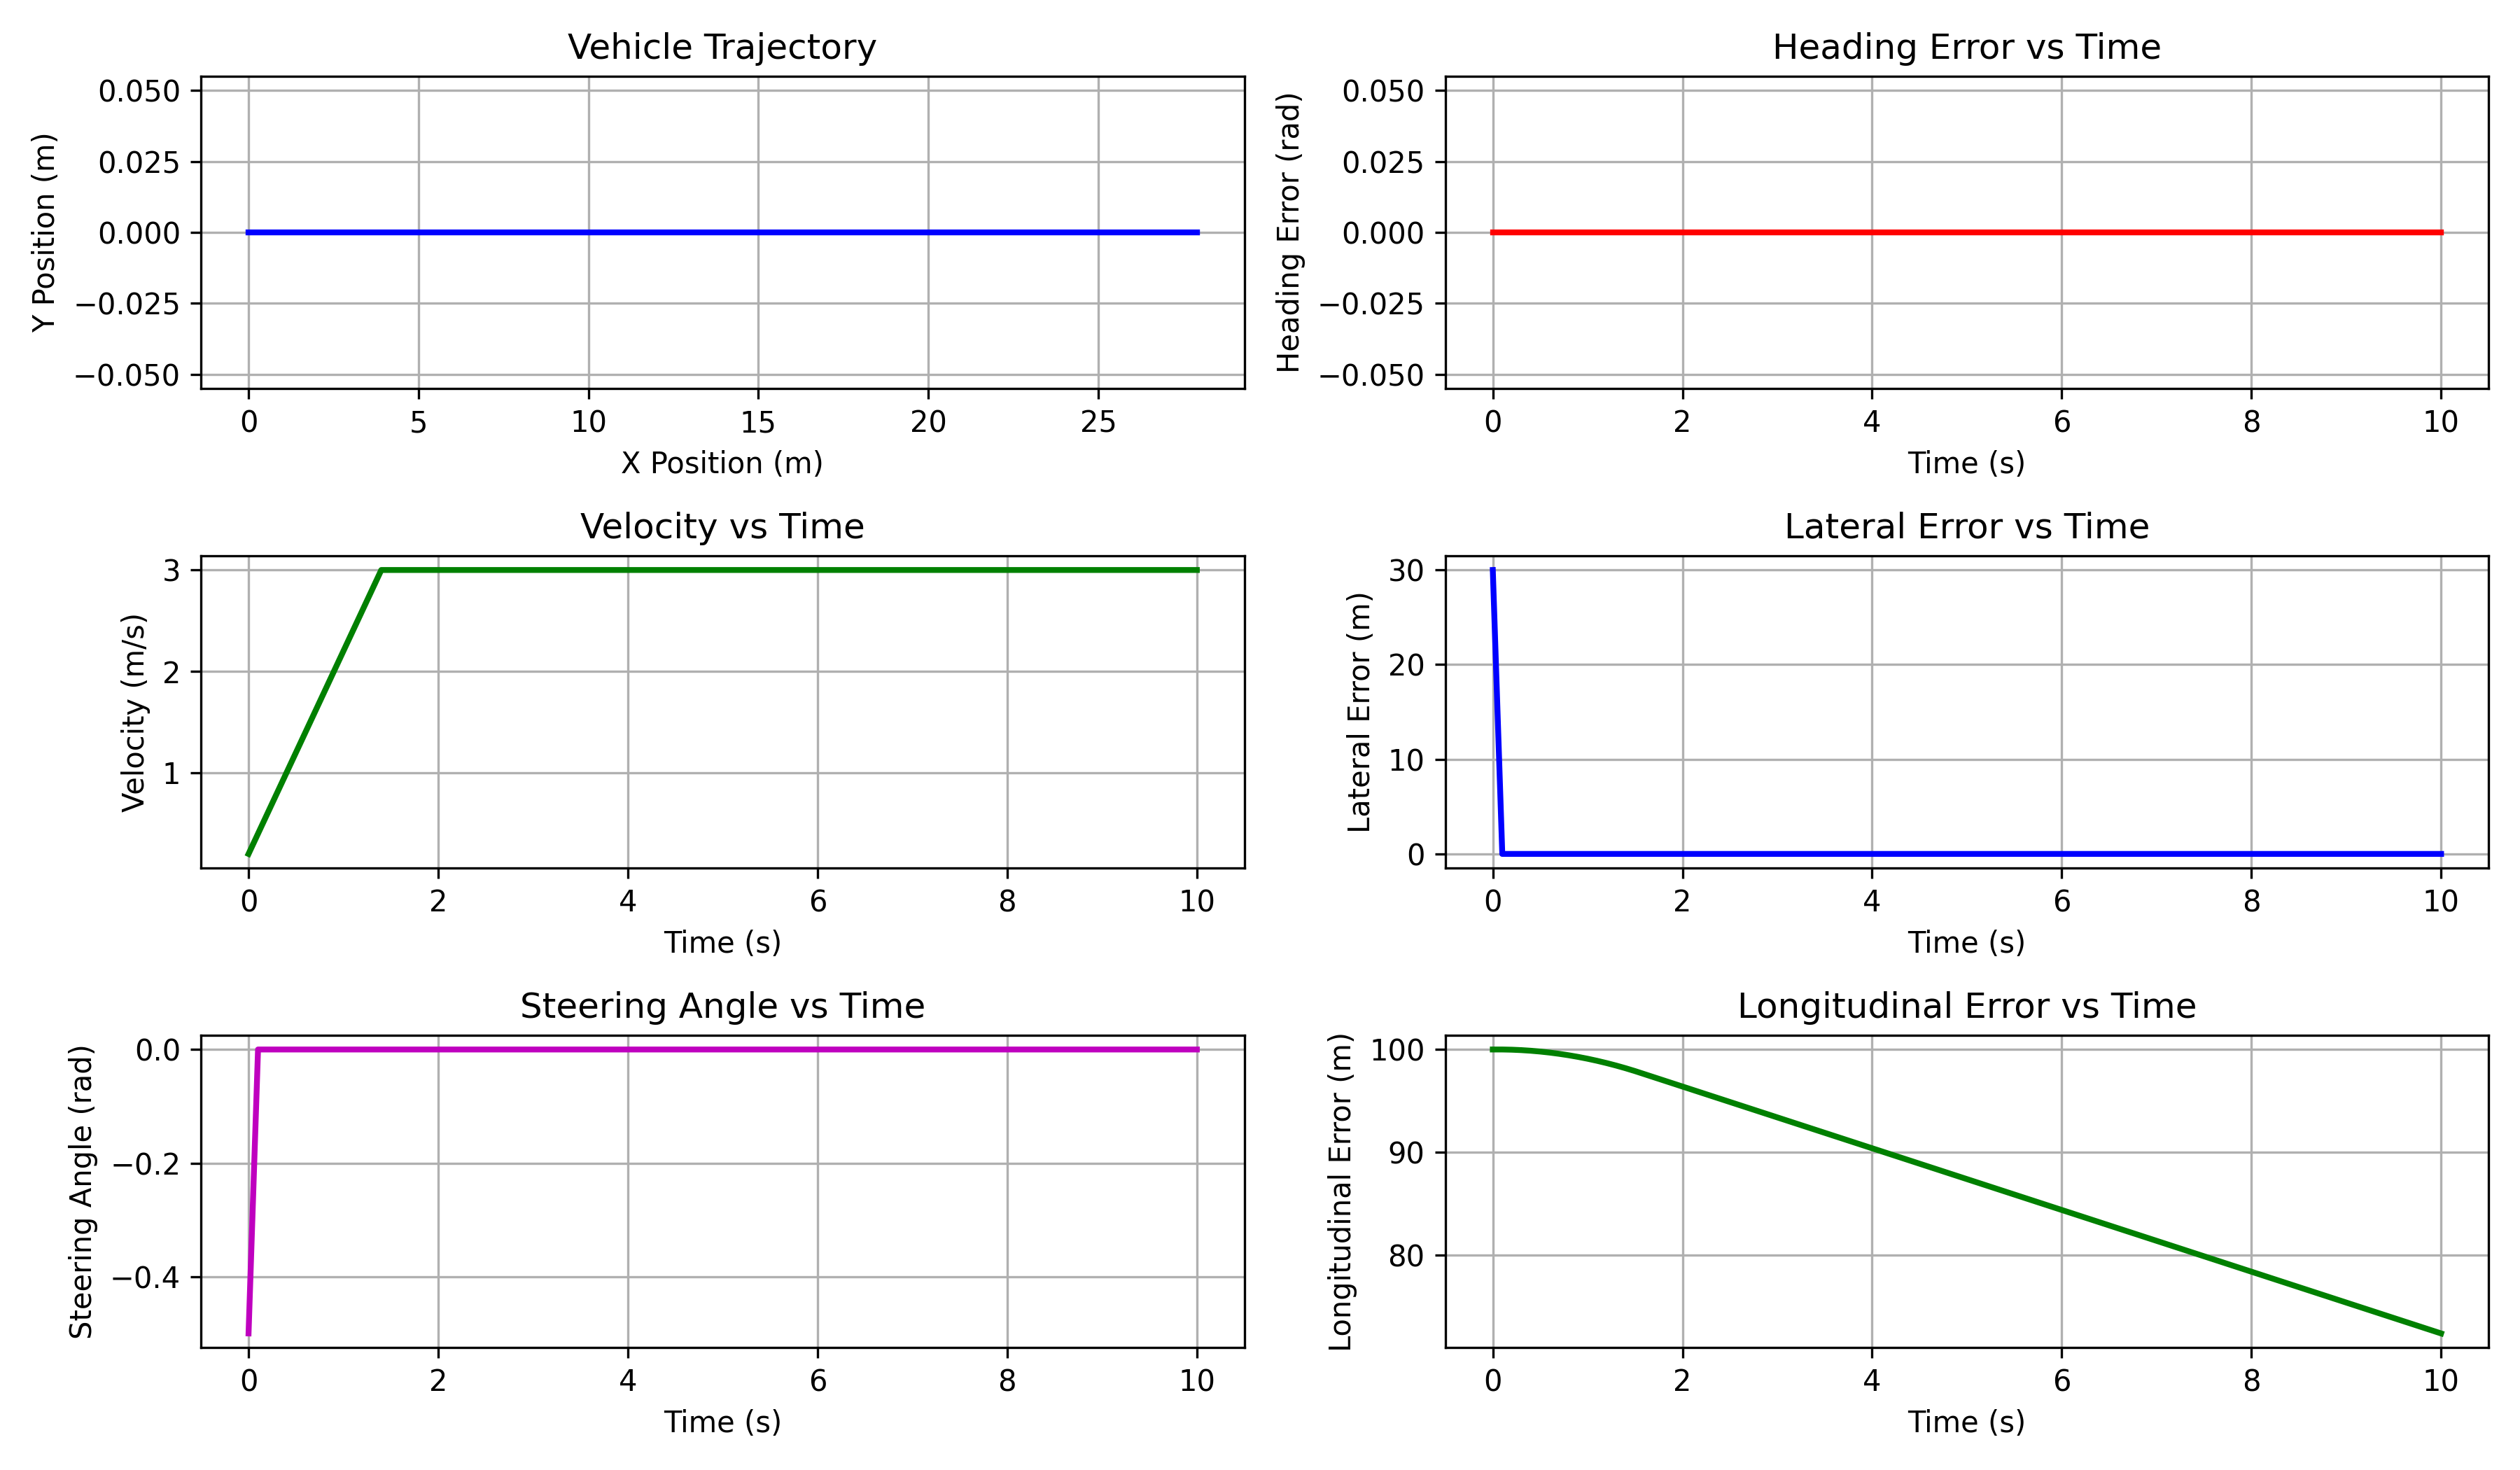 Vehicle Trajectory
0.050
0.025
0.000
−0.025
−0.050
Y Position (m)
0 5 10 15 20 25
X Position (m)
Heading Error vs Time
0.050
0.025
0.000
−0.025
−0.050
Heading Error (rad)
0 2 4 6 8 10
Time (s)
Velocity vs Time
3
2
1
Velocity (m/s)
0 2 4 6 8 10
Time (s)
Lateral Error vs Time
30
20
10
0
Lateral Error (m)
0 2 4 6 8 10
Time (s)
Steering Angle vs Time
0.0
−0.2
−0.4
Steering Angle (rad)
0 2 4 6 8 10
Time (s)
Longitudinal Error vs Time
100
90
80
Longitudinal Error (m)
0 2 4 6 8 10
Time (s)